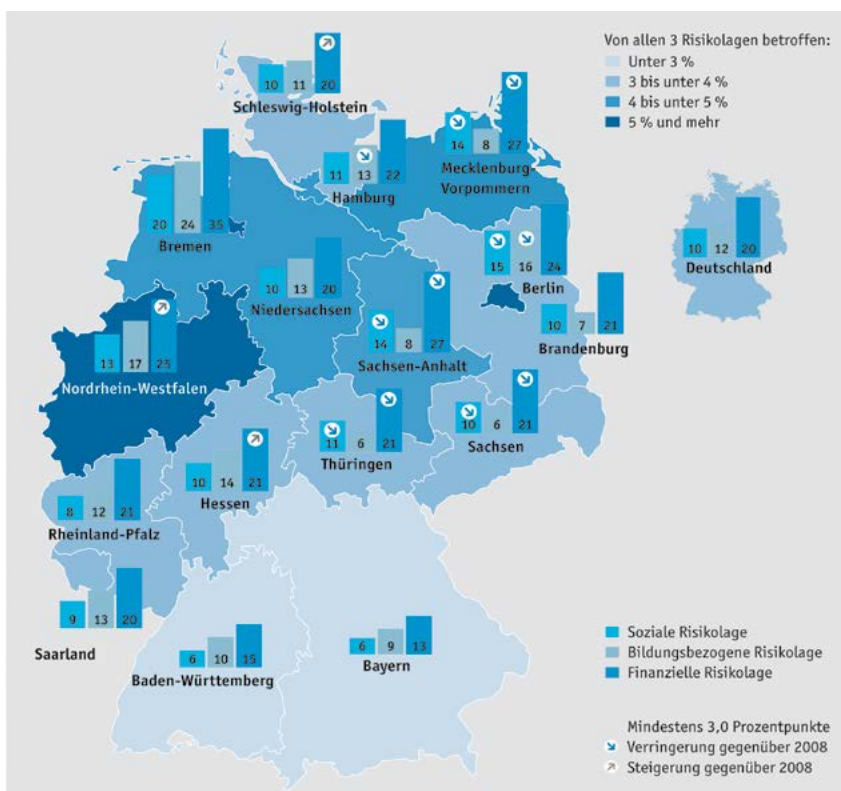 Von allen 3 Risikolagen betroffen:
Unter 3 %
3 bis unter 4 %
4 bis unter 5 %
5 % und mehr
10 11 20
Schleswig-Holstein
14 8 27
Mecklenburg-
Vorpommern
11 13 22
Hamburg
20 24 35
Bremen
10 12 20
Deutschland
15 16 24
Berlin
10 13 20
Niedersachsen
10 7 21
Brandenburg
14 8 27
Sachsen-Anhalt
13 17 25
Nordrhein-Westfalen
10 6 21
Sachsen
11 6 21
Thüringen
10 14 21
Hessen
8 12 21
Rheinland-Pfalz
9 13 20
Saarland
6 10 15
Baden-Württemberg
6 9 13
Bayern
Soziale Risikolage
Bildungsbezogene Risikolage
Finanzielle Risikolage
Mindestens 3,0 Prozentpunkte
Verringerung gegenüber 2008
Steigerung gegenüber 2008